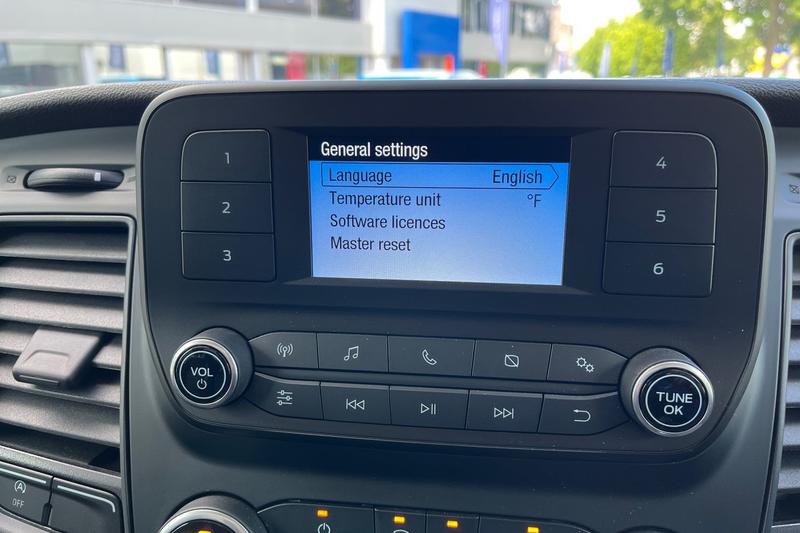 General settings
Language English
Temperature unit °F
Software licences
Master reset
1
2
3
4
5
6
VOL
TUNE
OK
A
OFF